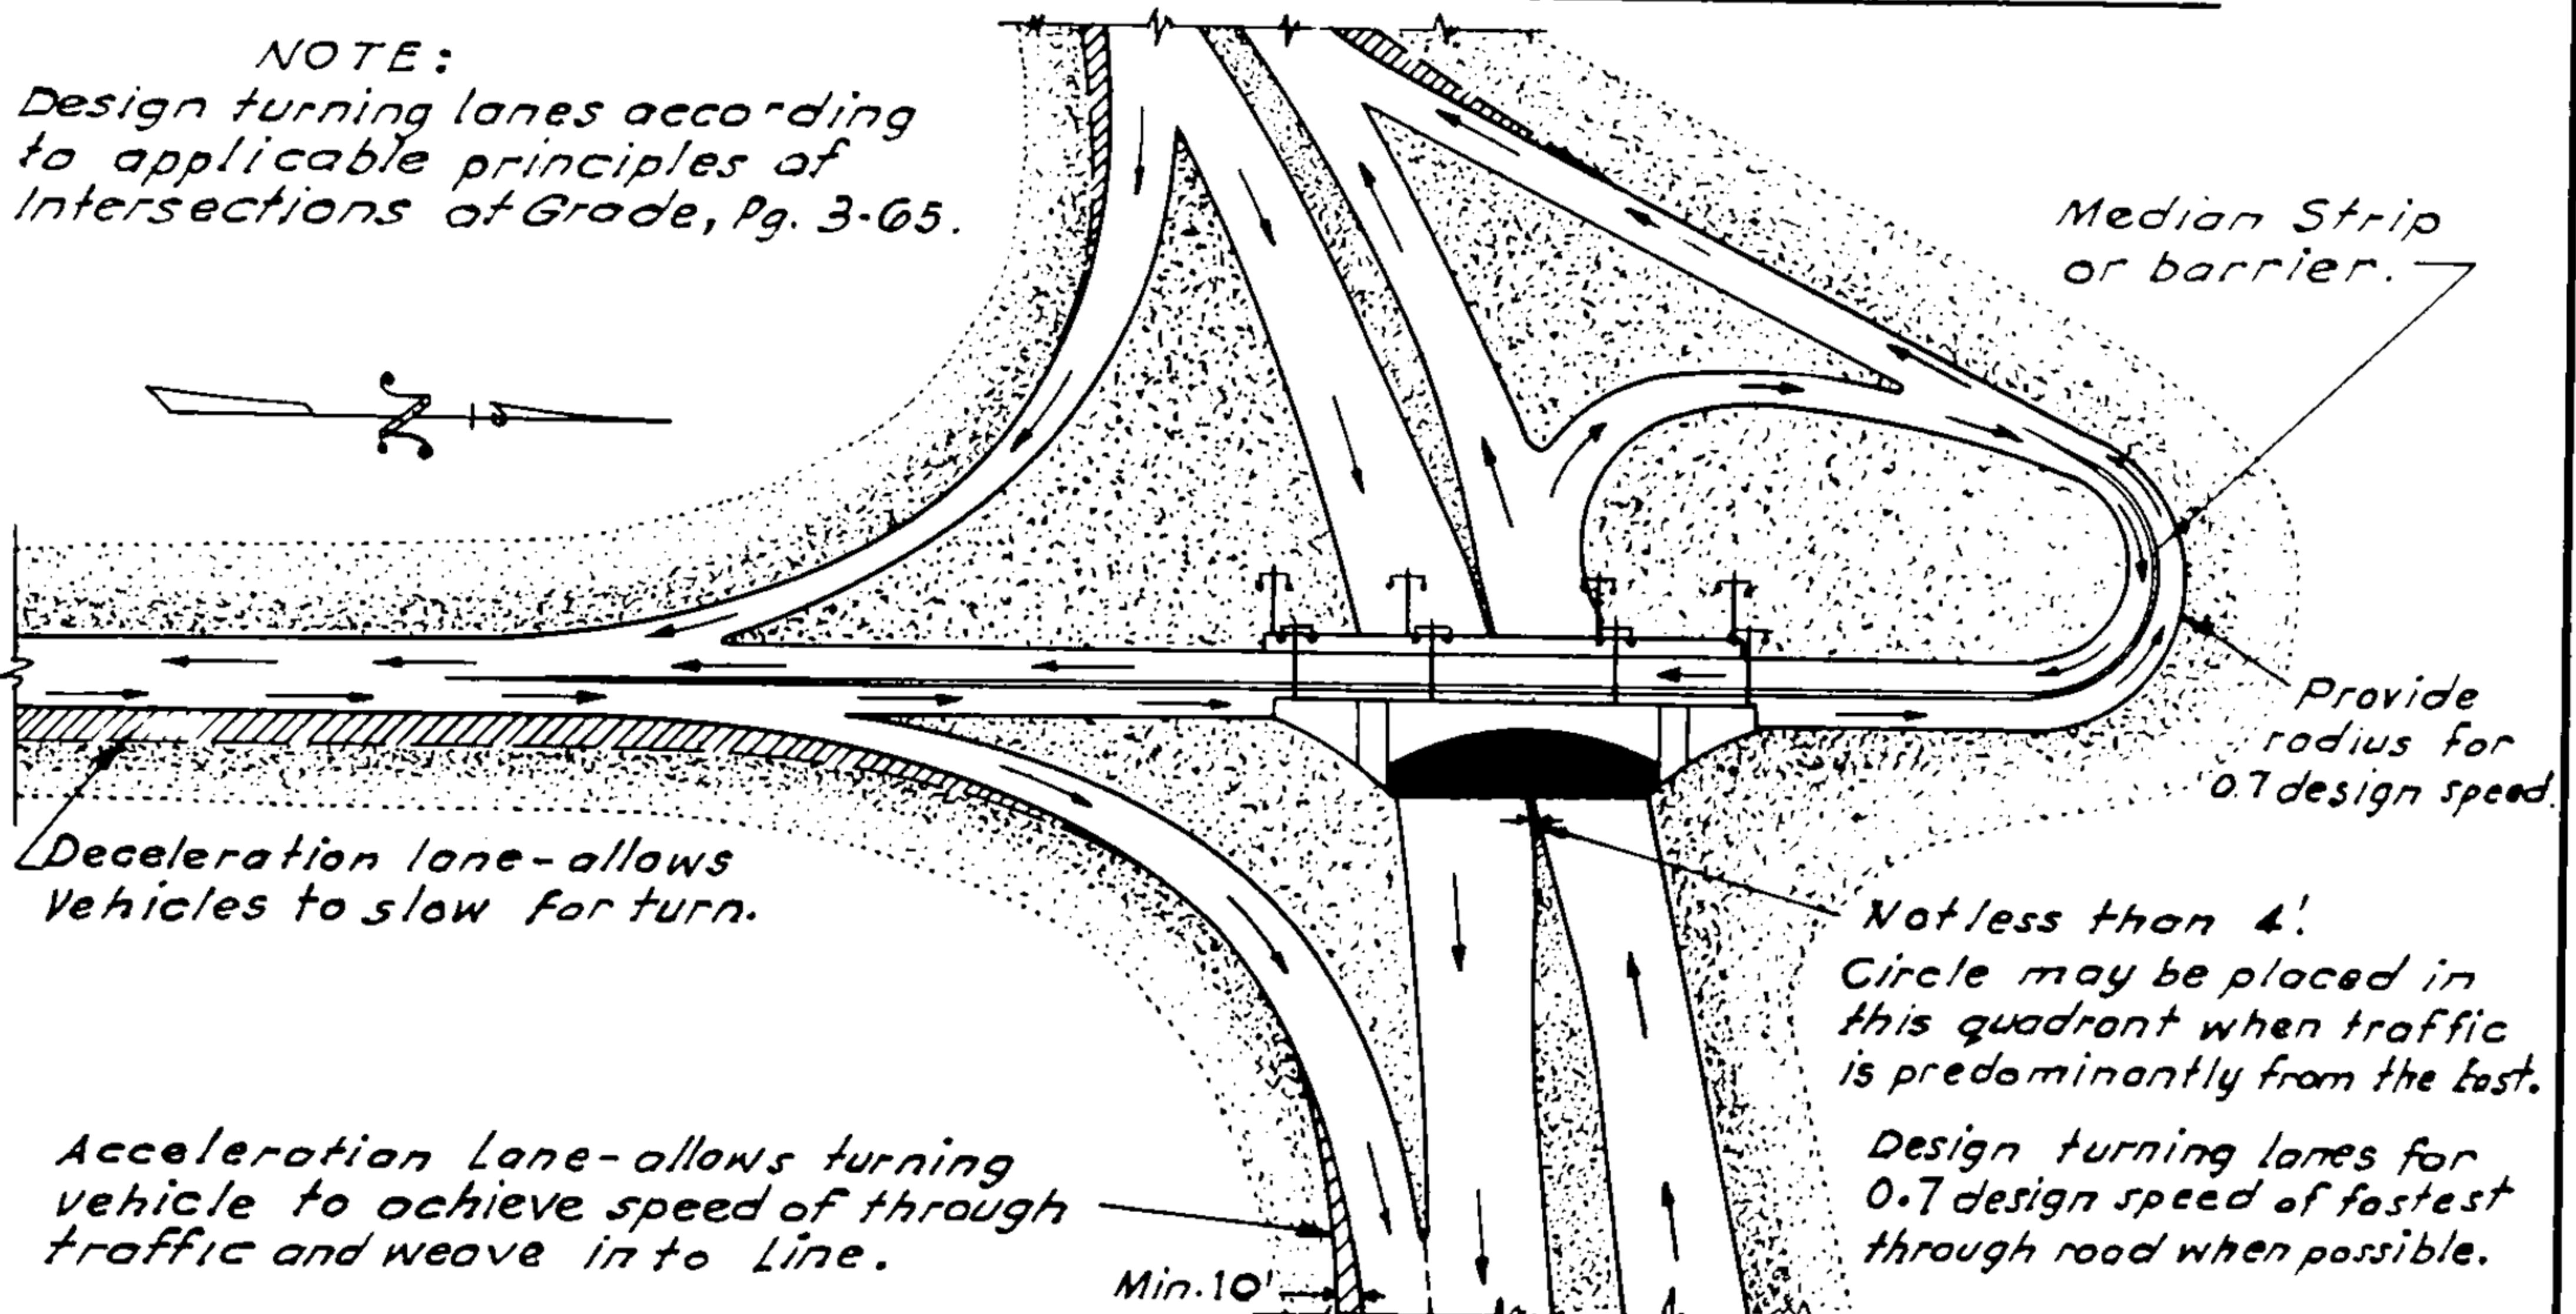 NOTE:
Design turning lanes according
to applicable principles of
Intersections at Grade, Pg. 3-65.
Median Strip
or barrier.
N
Provide
radius for
0.7 design speed.
Deceleration lane-allows
vehicles to slow for turn.
Not less than 4'.
Circle may be placed in
this quadrant when traffic
is predominantly from the East.
Acceleration Lane-allows turning
vehicle to achieve speed of through
traffic and weave in to Line.
Design turning lanes for
0.7 design speed of fastest
through road when possible.
Min. 10'